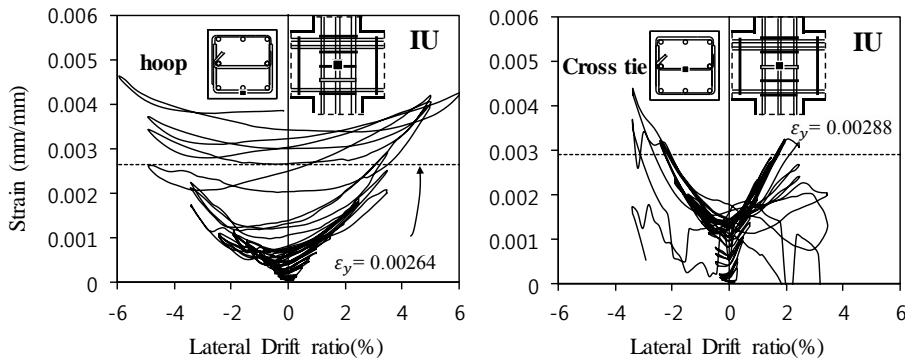 0.006
IU
0.005
hoop
0.004
0.003
0.002
0.001
εy= 0.00264
0
-6 -4 -2 0 2 4 6
Strain (mm/mm)
Lateral Drift ratio(%)
0.006
IU
0.005
Cross tie
0.004
εy= 0.00288
0.003
0.002
0.001
0
-6 -4 -2 0 2 4 6
Lateral Drift ratio(%)